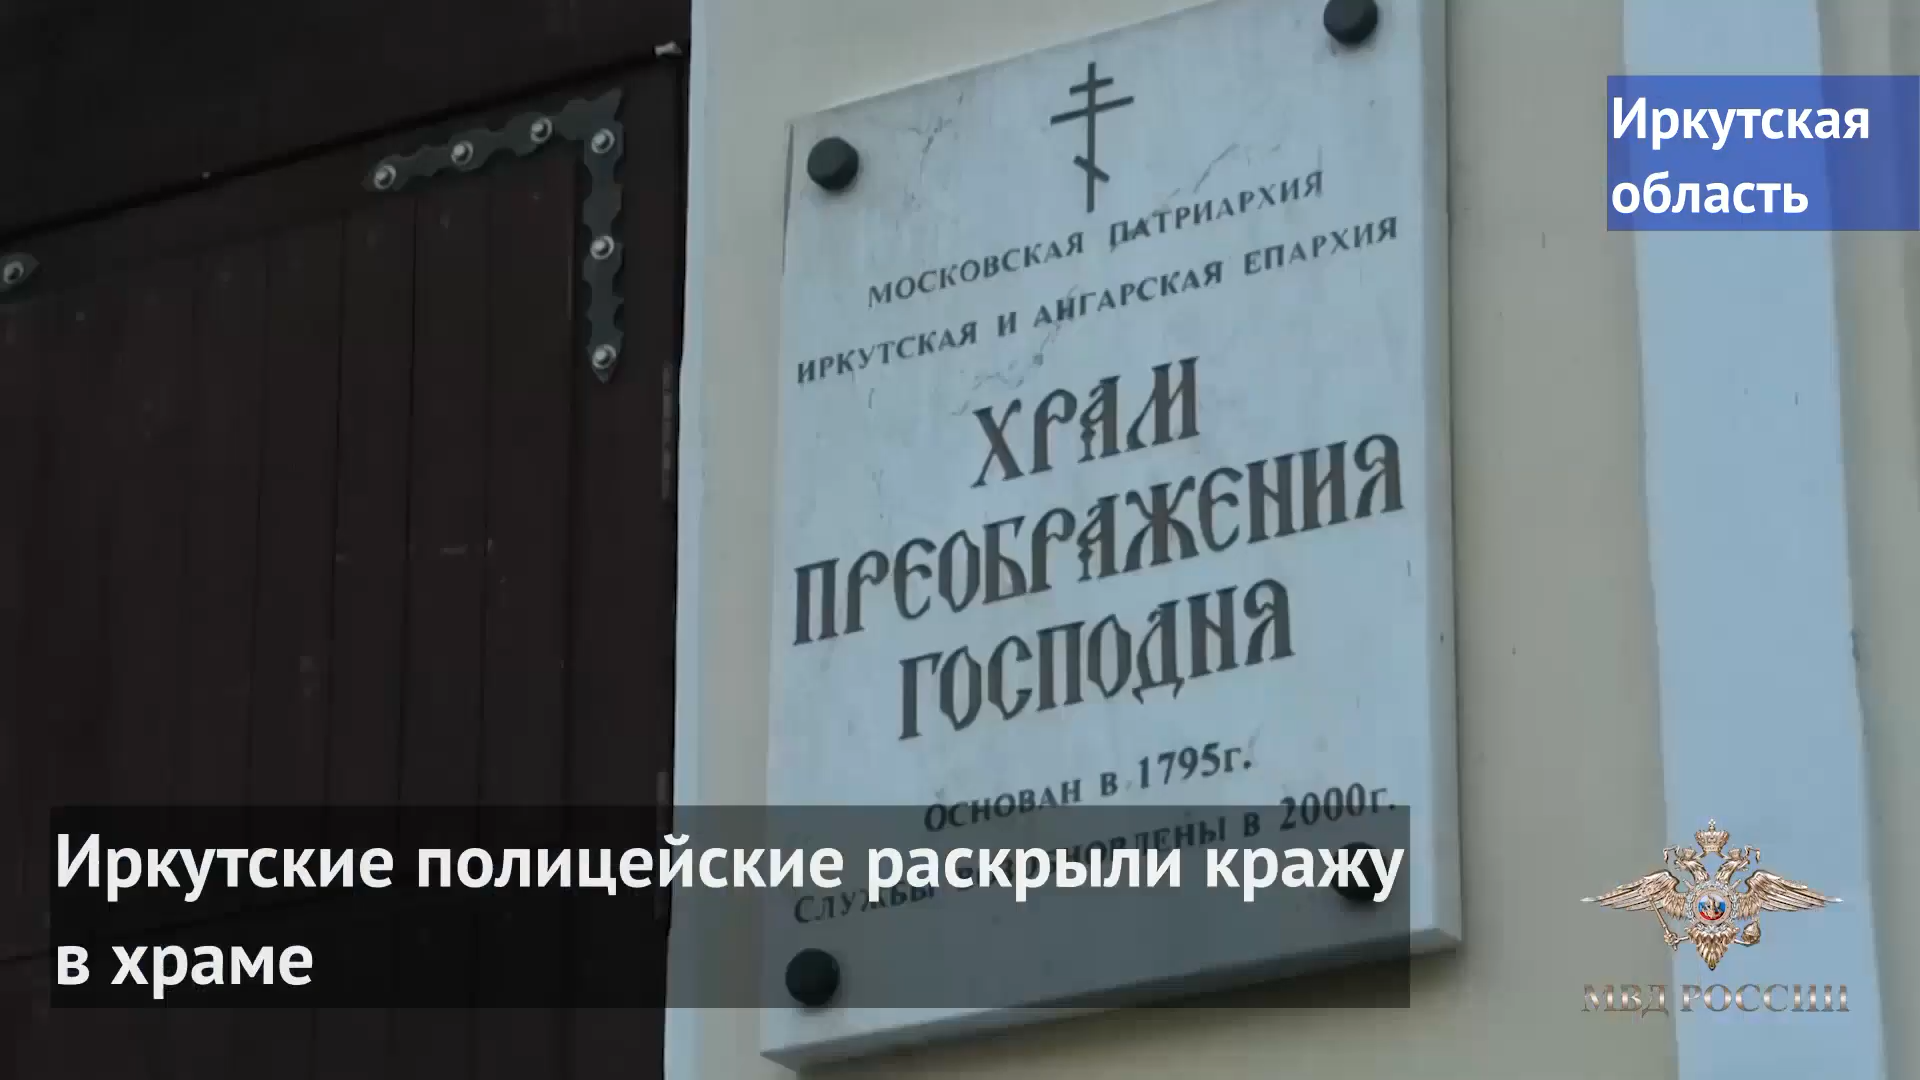 Иркутская
область
МОСКОВСКАЯ ПАТРИАРХИЯ
ИРКУТСКАЯ И АНГАРСКАЯ ЕПАРХИЯ
ХРАМ
ПРЕОБРАЖЕНИЯ
ГОСПОДНЯ
ОСНОВАН В 1795г.
СЛУЖБЫ ВОЗОБНОВЛЕНЫ В 2000г.
Иркутские полицейские раскрыли кражу
в храме
МВД РОССИИ